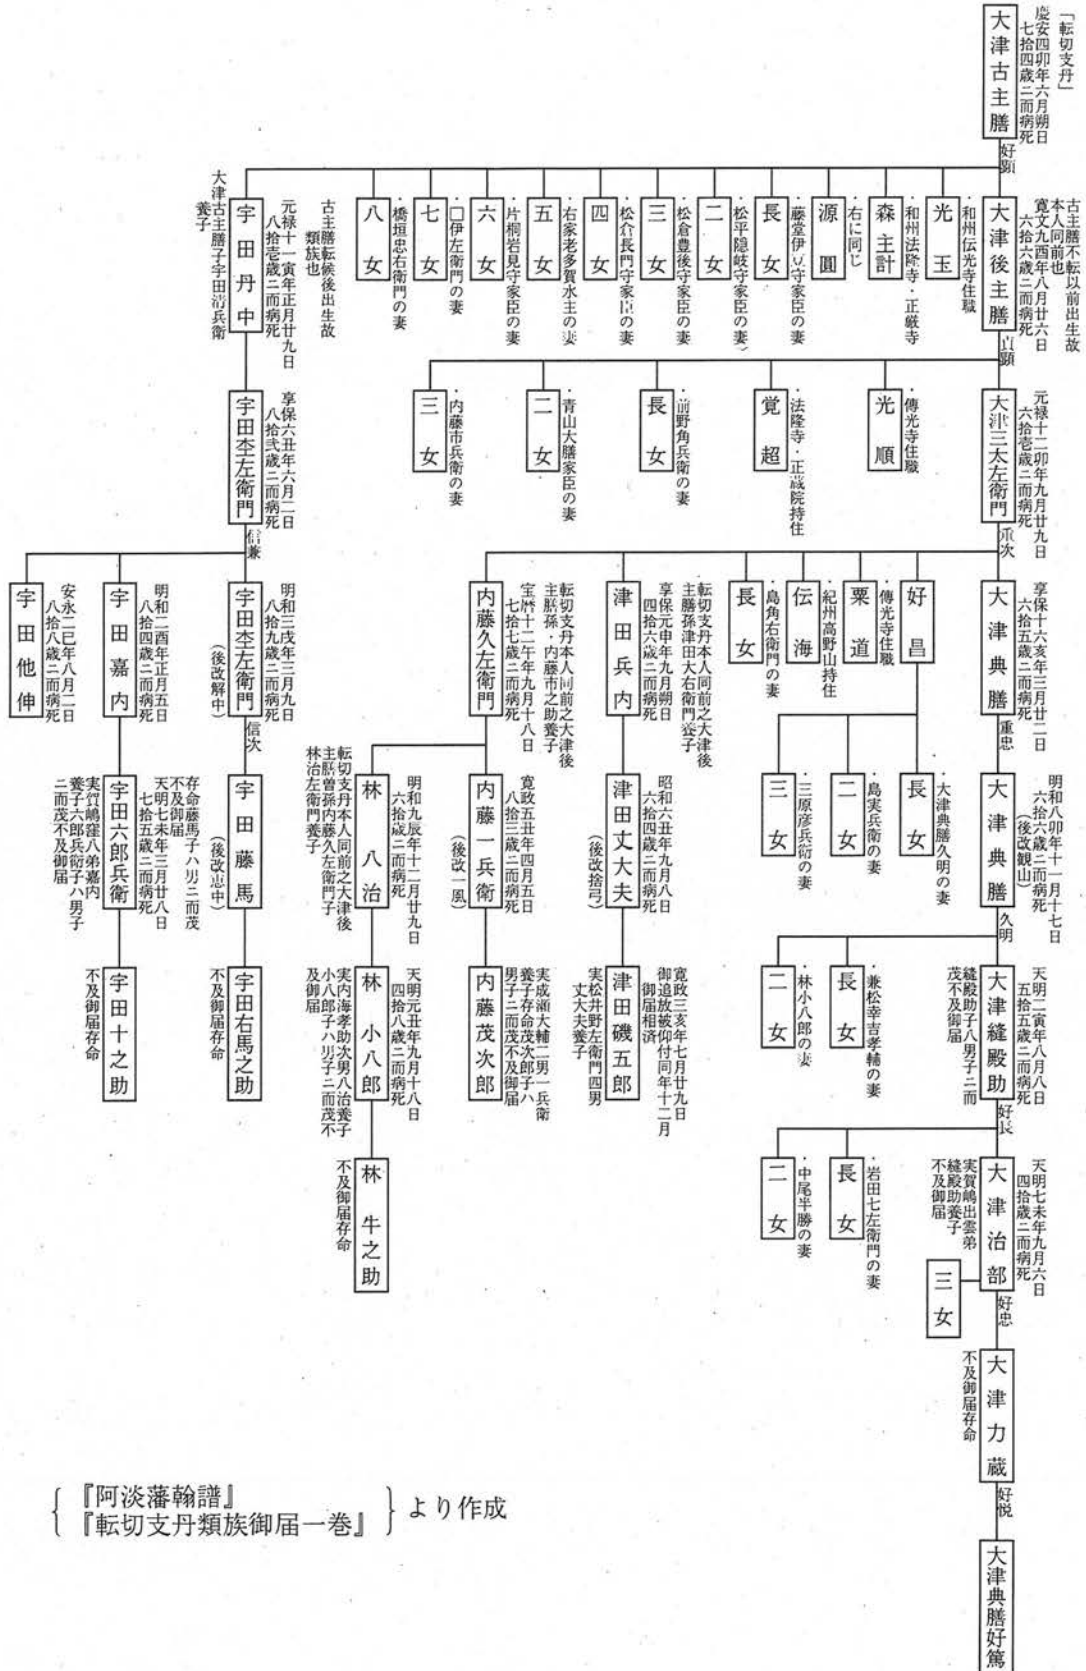 「転切支丹」
慶安四卯年六月朔日
七拾四歳ニ而病死
大津古主膳
好顕
古主膳不転以前出生故
本人同前也
寛文九酉年八月廿六日
六拾六歳ニ而病死
大津後主膳
貞顕
・和州伝光寺住職
光玉
・和州法隆寺・正厳寺
森主計
・右に同じ
源圓
・藤堂伊豆守家臣の妻
長女
・松平隠岐守家臣の妻
二女
・松倉豊後守家臣の妻
三女
・松倉長門守家臣の妻
四女
・右家老多賀水主の妻
五女
・片桐岩見守家臣の妻
六女
・□伊左衛門の妻
七女
・橋垣忠右衛門の妻
八女
古主膳転候後出生故
類族也
元禄十一寅年正月廿九日
八拾壱歳ニ而病死
宇田丹中
大津古主膳子宇田清兵衛
養子
元禄十二卯年九月廿九日
六拾壱歳ニ而病死
大津三太左衛門
重次
・傳光寺住職
光順
・法隆寺・正蔵院持住
覚超
・前野角兵衛の妻
長女
・青山大膳家臣の妻
二女
・内藤市兵衛の妻
三女
享保六丑年六月二日
八拾弐歳ニ而病死
宇田杢左衛門
信兼
享保十六亥年三月廿二日
六拾五歳ニ而病死
大津典膳
重忠
好昌
・傳光寺住職
栗道
・紀州高野山持住
伝海
・島角右衛門の妻
長女
転切支丹本人同前之大津後
主膳孫津田大右衛門養子
享保元申年九月朔日
四拾六歳ニ而病死
津田兵内
転切支丹本人同前之大津後
主膳孫・内藤市之助養子
宝暦十二午年九月十八日
七拾七歳ニ而病死
内藤久左衛門
明和三戌年三月九日
八拾九歳ニ而病死
宇田杢左衛門
（後改解中）
信次
明和二酉年正月五日
八拾四歳ニ而病死
宇田嘉内
安永二巳年八月二日
八拾八歳ニ而病死
宇田他伸
明和八卯年十一月十七日
六拾六歳ニ而病死
（後改観山）
大津典膳
久明
・大津典膳久明の妻
長女
・島実兵衛の妻
二女
・三原彦兵衛の妻
三女
昭和六丑年九月八日
六拾四歳ニ而病死
津田丈大夫
（後改捨弓）
寛政五丑年四月五日
八拾三歳ニ而病死
内藤一兵衛
（後改一風）
明和九辰年十二月廿九日
六拾歳ニ而病死
林八治
転切支丹本人同前之大津後
主膳曽孫内藤久左衛門子
林治左衛門養子
宇田藤馬
（後改忠中）
存命藤馬子ハ男ニ而茂
不及御届
天明七未年三月廿八日
七拾五歳ニ而病死
宇田六郎兵衛
実賀嶋窪八弟嘉内
養子六郎兵衛子ハ男子
ニ而茂不及御届
天明二寅年八月八日
五拾五歳ニ而病死
大津縫殿助
縫殿助子八男子ニ而
茂不及御届
好長
・兼松幸吉孝輔の妻
長女
・林小八郎の妻
二女
寛政三亥年七月廿九日
御追放被仰付同年十二月
御届相済
津田磯五郎
実松井野左衛門四男
丈大夫養子
実成瀬大輔二男一兵衛
養子存命茂次郎子ハ
男子ニ而茂不及御届
内藤茂次郎
天明元丑年九月十八日
四拾八歳ニ而病死
林小八郎
実内海孝助次男八治養子
小八郎子ハ男子ニ而茂不
及御届
宇田右馬之助
不及御届存命
宇田十之助
不及御届存命
天明七未年九月六日
四拾歳ニ而病死
大津治部
実賀嶋出雲弟
縫殿助養子
不及御届
好忠
・岩田七左衛門の妻
長女
・中尾半勝の妻
二女
三女
林牛之助
不及御届存命
大津力蔵
不及御届存命
好悦
大津典膳好篤
『阿淡藩翰譜』
『転切支丹類族御届一巻』
より作成